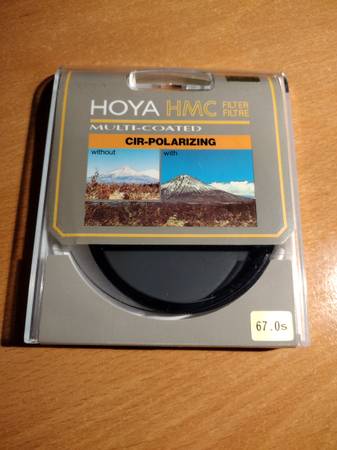 HOYA HMC FILTER
FILTRE
MULTI-COATED
CIR-POLARIZING
without with
67.0s